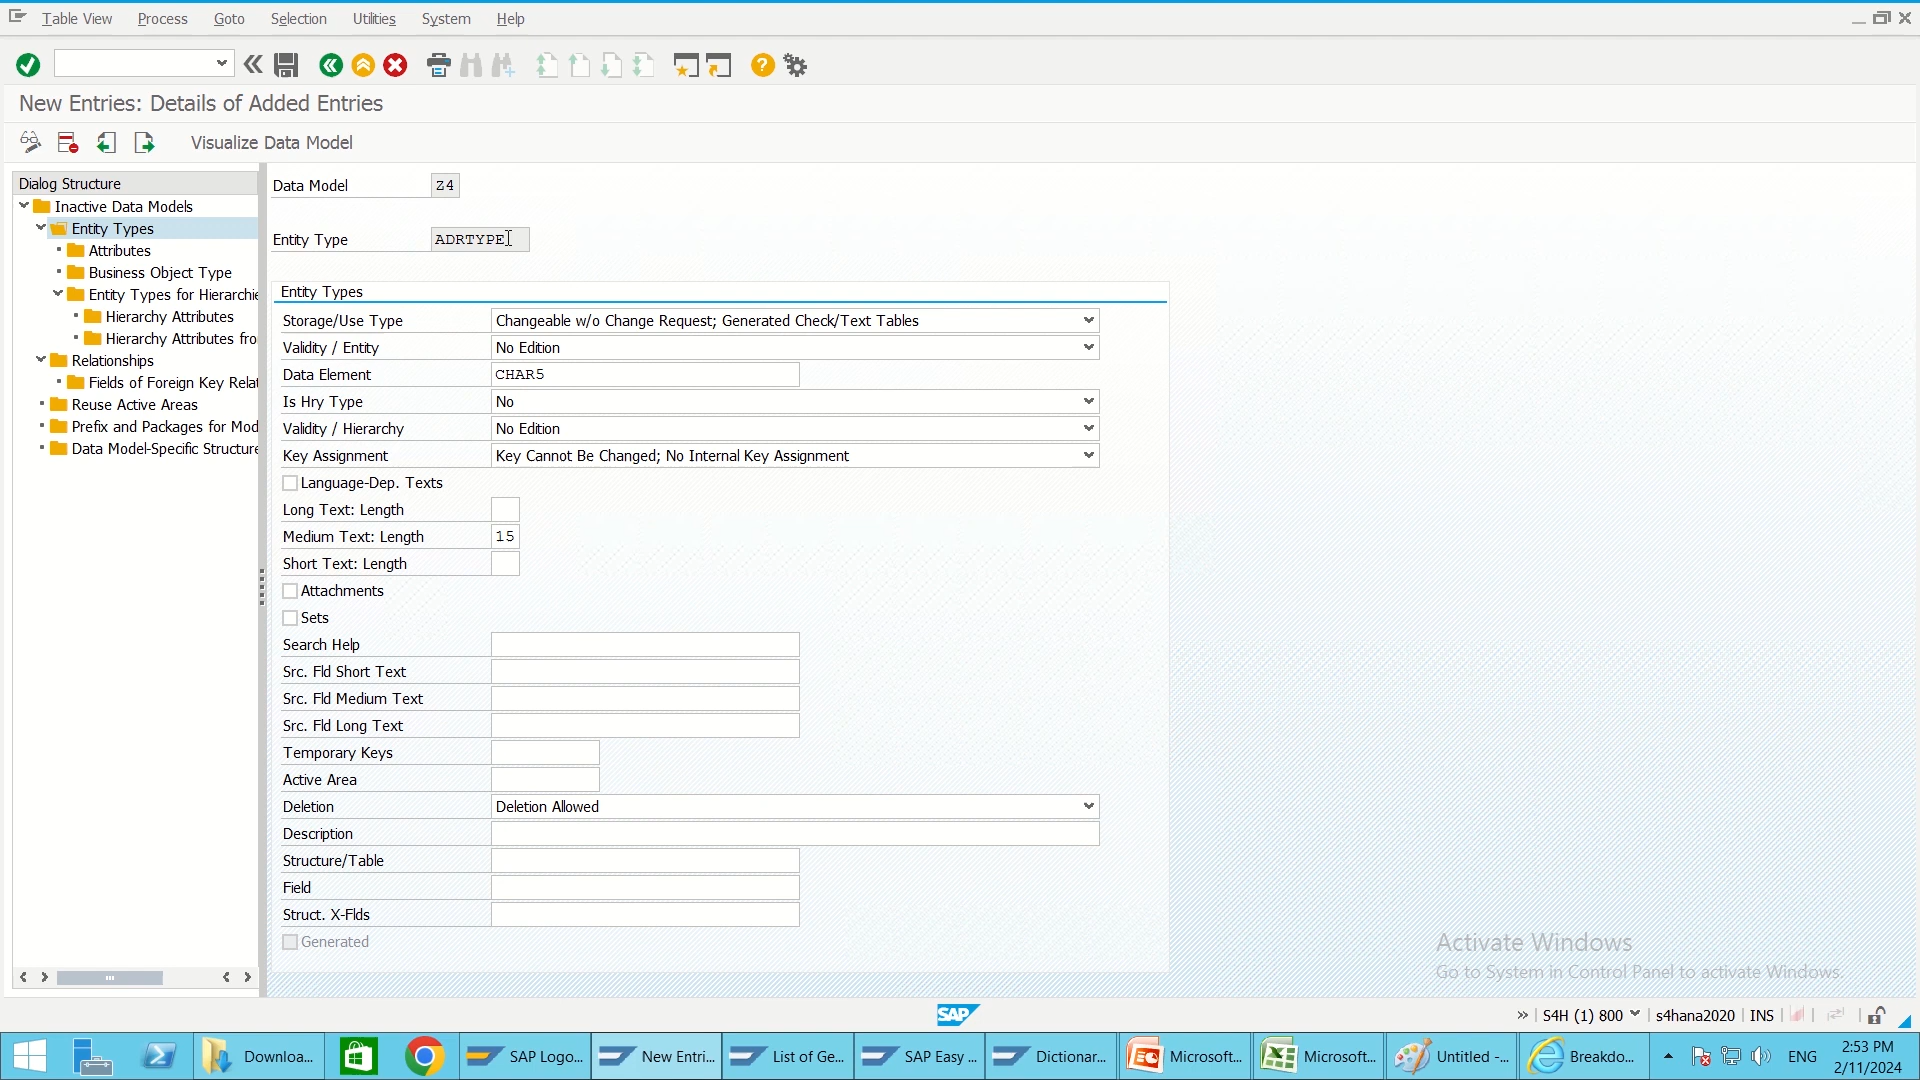 Table View Process Goto Selection Utilities System Help
New Entries: Details of Added Entries
Visualize Data Model
Dialog Structure
Inactive Data Models
Entity Types
Attributes
Business Object Type
Entity Types for Hierarchie
Hierarchy Attributes
Hierarchy Attributes fro
Relationships
Fields of Foreign Key Relat
Reuse Active Areas
Prefix and Packages for Mod
Data Model-Specific Structure
Data Model Z4
Entity Type ADRTYPE
Entity Types
Storage/Use Type Changeable w/o Change Request; Generated Check/Text Tables
Validity / Entity No Edition
Data Element CHAR5
Is Hry Type No
Validity / Hierarchy No Edition
Key Assignment Key Cannot Be Changed; No Internal Key Assignment
Language-Dep. Texts
Long Text: Length
Medium Text: Length 15
Short Text: Length
Attachments
Sets
Search Help
Src. Fld Short Text
Src. Fld Medium Text
Src. Fld Long Text
Temporary Keys
Active Area
Deletion Deletion Allowed
Description
Structure/Table
Field
Struct. X-Flds
Generated
Activate Windows
Go to System in Control Panel to activate Windows.
SAP
S4H (1) 800 s4hana2020 INS
Downloa... SAP Logo... New Entri... List of Ge... SAP Easy ... Dictionar... Microsoft... Microsoft... Untitled -... Breakdo... ENG 2:53 PM
2/11/2024